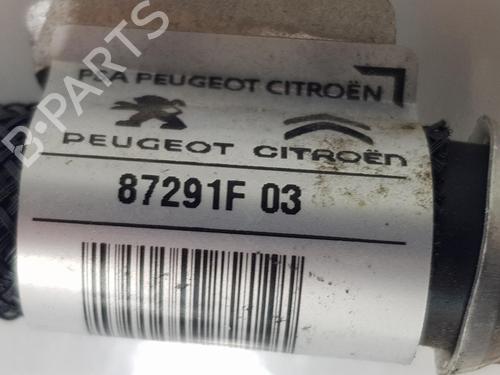 B-PARTS
PSA PEUGEOT CITROËN
PEUGEOT CITROËN
87291F 03